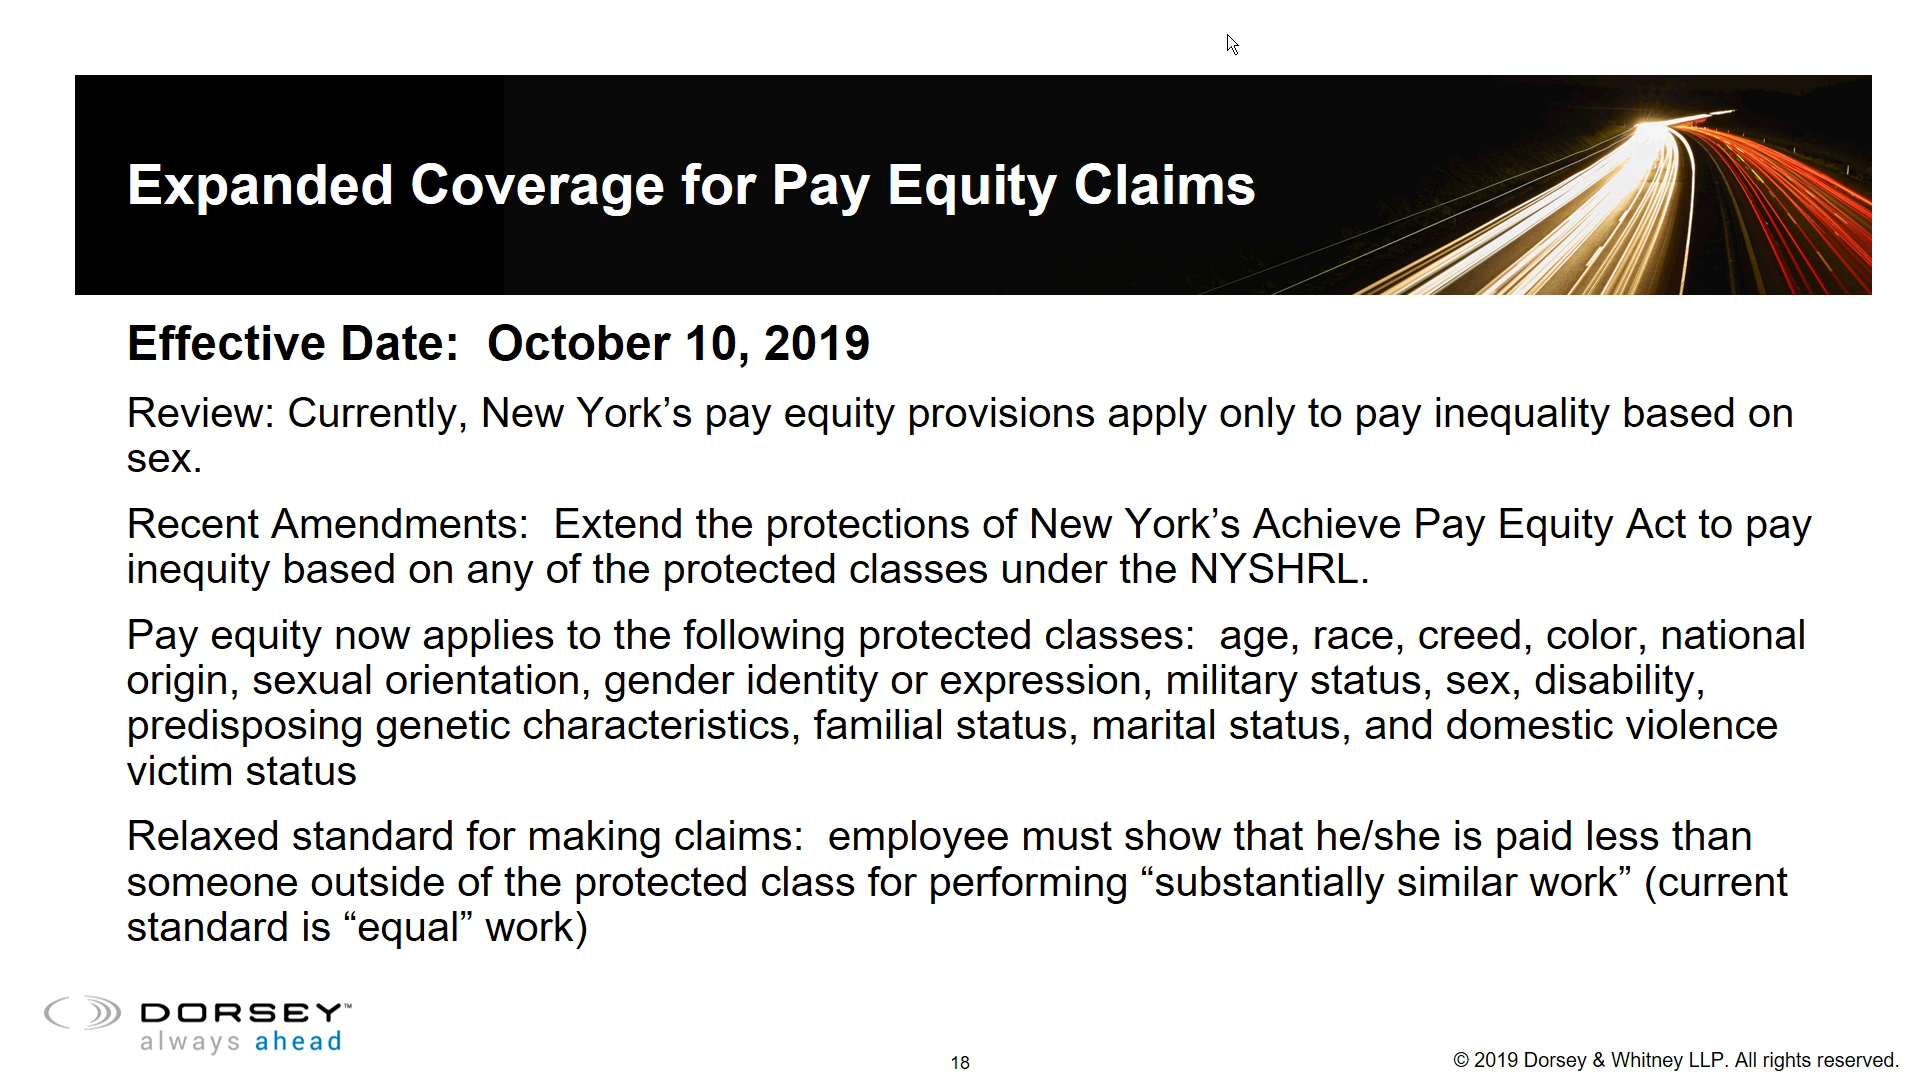 Expanded Coverage for Pay Equity Claims
Effective Date:  October 10, 2019
Review: Currently, New York’s pay equity provisions apply only to pay inequality based on
sex.
Recent Amendments:  Extend the protections of New York’s Achieve Pay Equity Act to pay
inequity based on any of the protected classes under the NYSHRL.
Pay equity now applies to the following protected classes:  age, race, creed, color, national
origin, sexual orientation, gender identity or expression, military status, sex, disability,
predisposing genetic characteristics, familial status, marital status, and domestic violence
victim status
Relaxed standard for making claims:  employee must show that he/she is paid less than
someone outside of the protected class for performing “substantially similar work” (current
standard is “equal” work)
DORSEY™
always ahead
18
© 2019 Dorsey & Whitney LLP. All rights reserved.